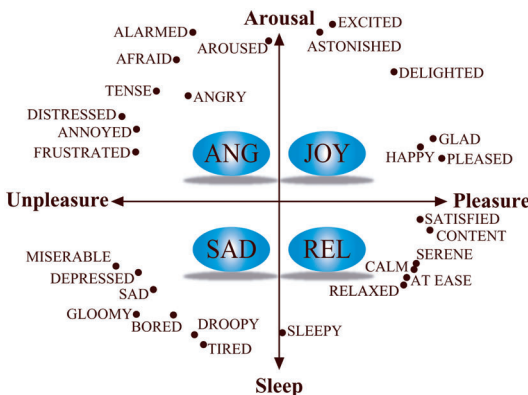 Arousal
EXCITED
ALARMED
AROUSED
ASTONISHED
AFRAID
DELIGHTED
TENSE
ANGRY
DISTRESSED
ANNOYED
GLAD
FRUSTRATED
ANG
JOY
HAPPY
PLEASED
Unpleasure
Pleasure
SATISFIED
CONTENT
SAD
REL
MISERABLE
SERENE
DEPRESSED
CALM
AT EASE
SAD
RELAXED
GLOOMY
BORED
DROOPY
SLEEPY
TIRED
Sleep